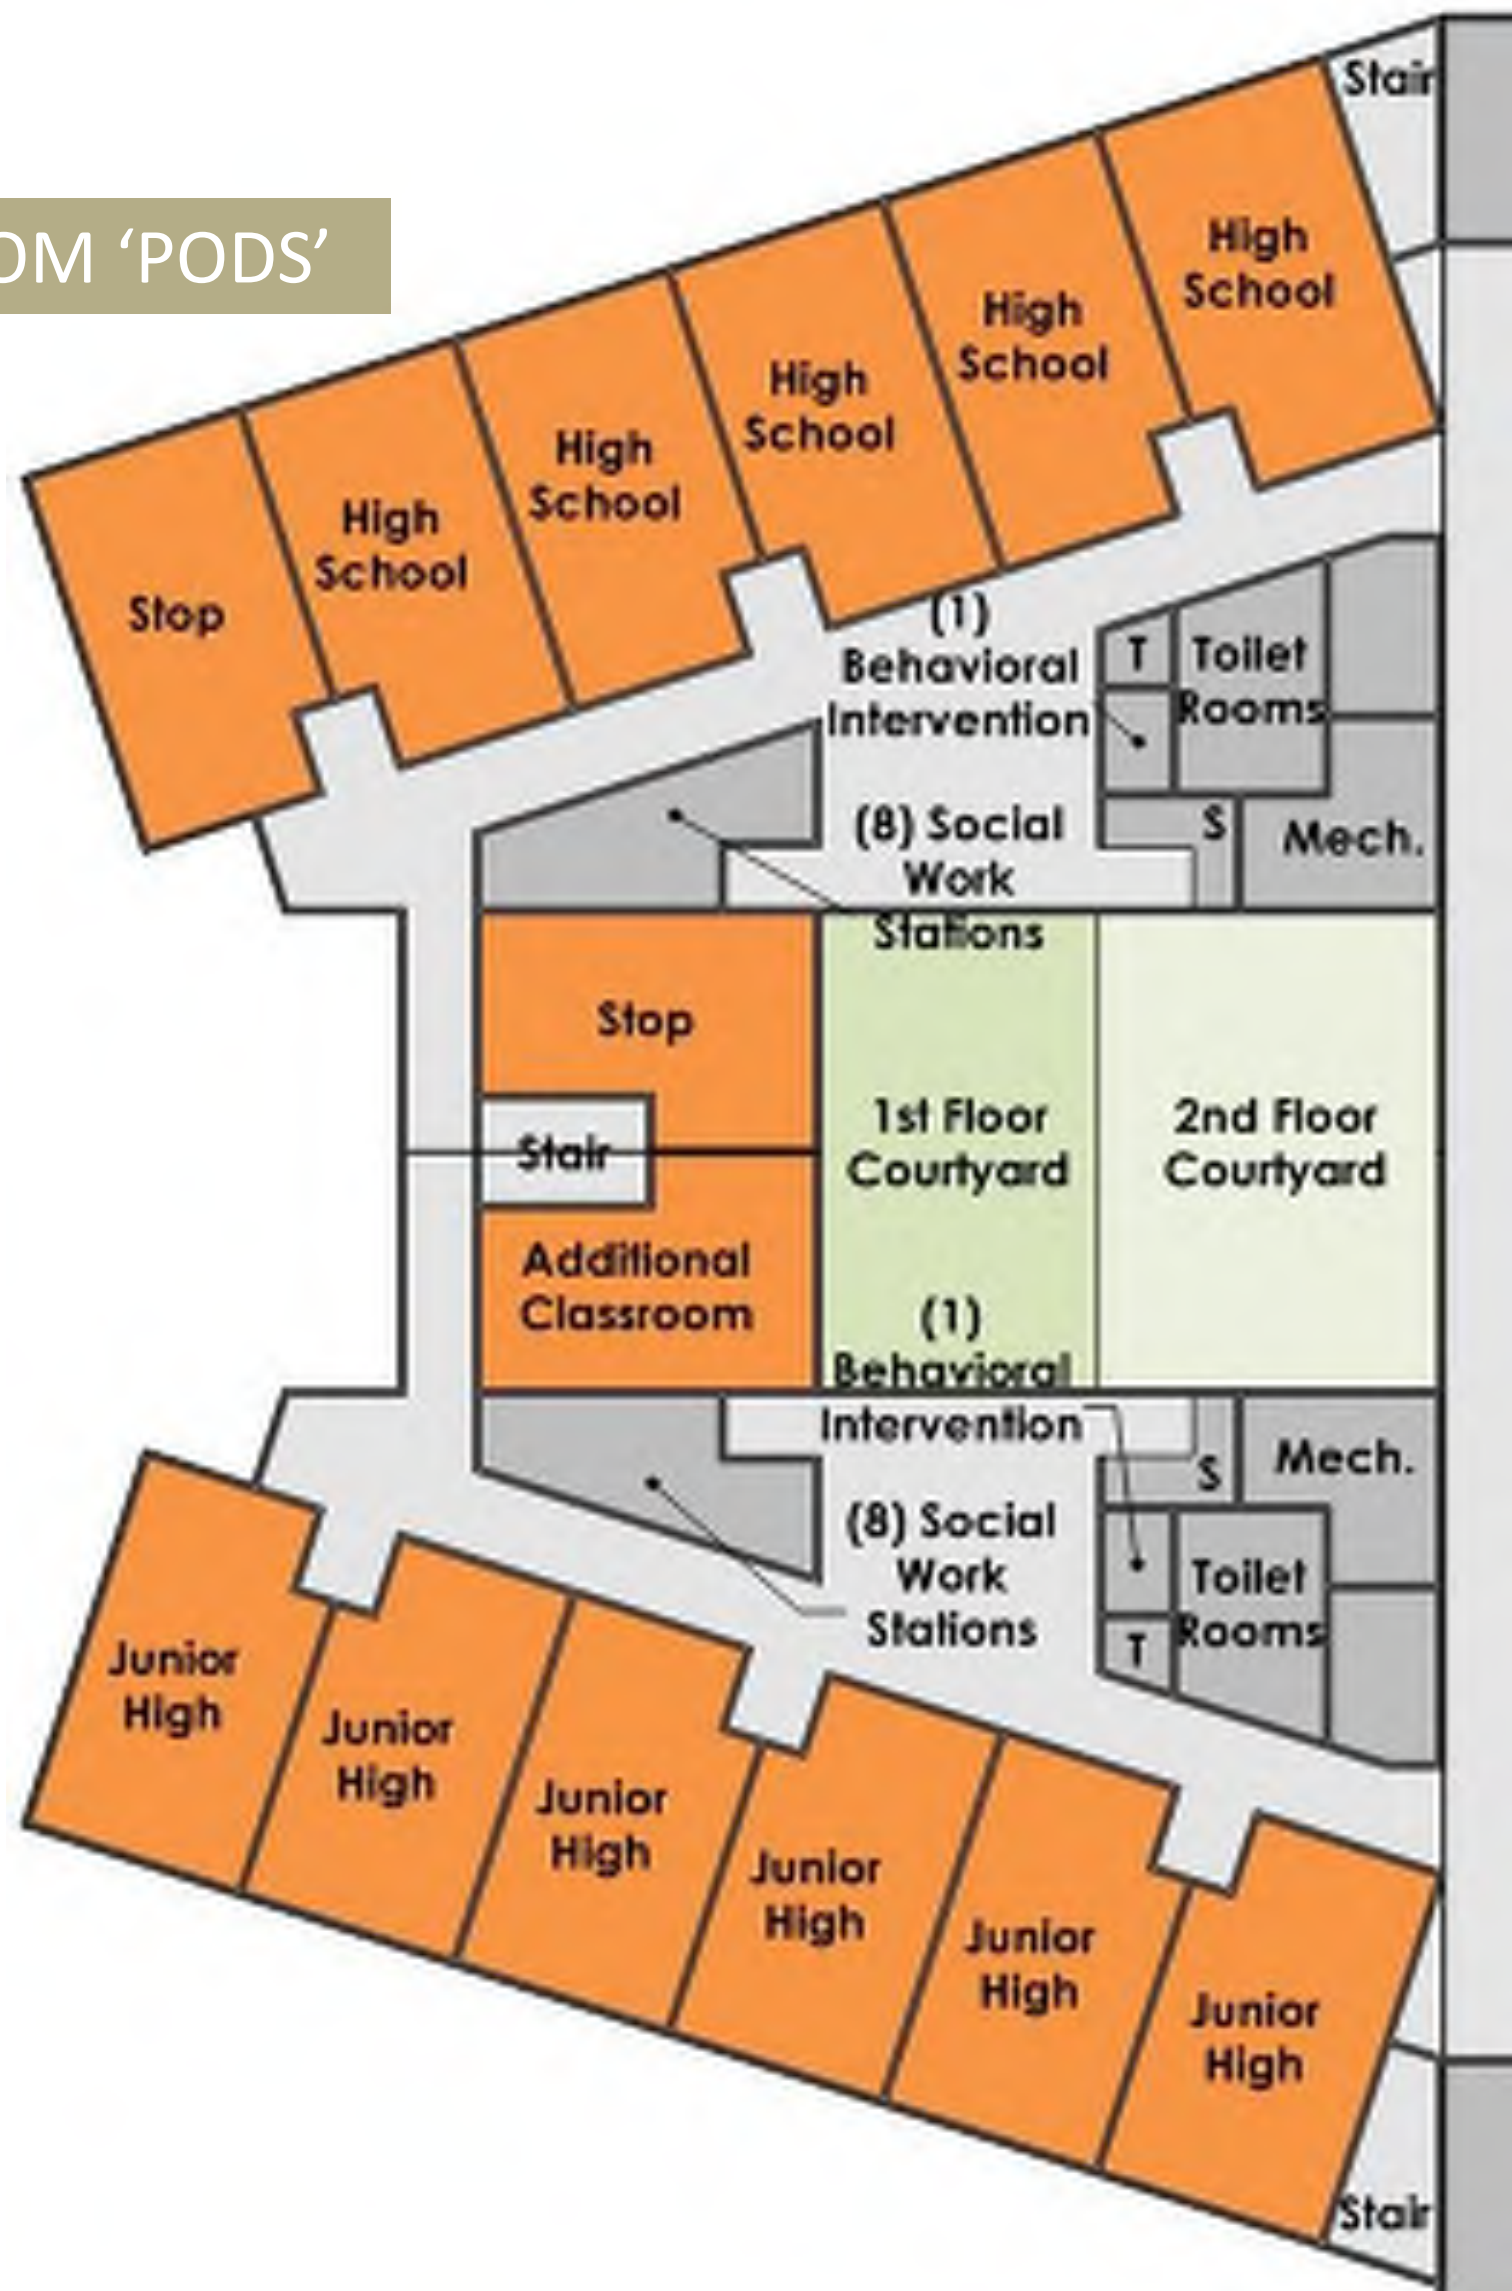 Stair
OM ‘PODS’
High
School
High
School
High
School
High
School
High
School
Stop
(1)
Behavioral
Intervention
T
Toilet
Rooms
(8) Social
Work
Stations
S
Mech.
Stop
Stair
1st Floor
Courtyard
2nd Floor
Courtyard
Additional
Classroom
(1)
Behavioral
Intervention
S
Mech.
(8) Social
Work
Stations
Toilet
Rooms
T
Junior
High
Junior
High
Junior
High
Junior
High
Junior
High
Junior
High
Stair